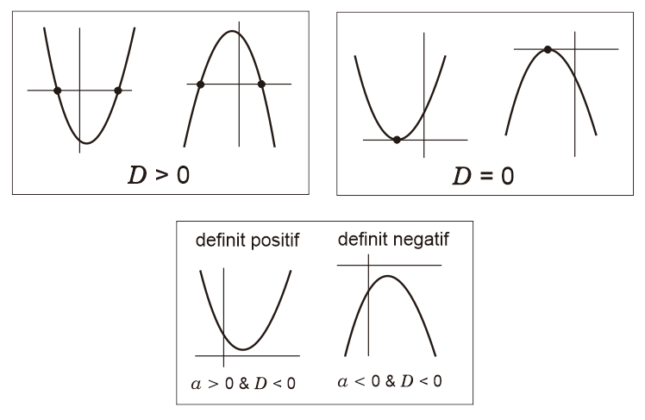 D > 0
D = 0
definit positif
definit negatif
a > 0 & D < 0
a < 0 & D < 0